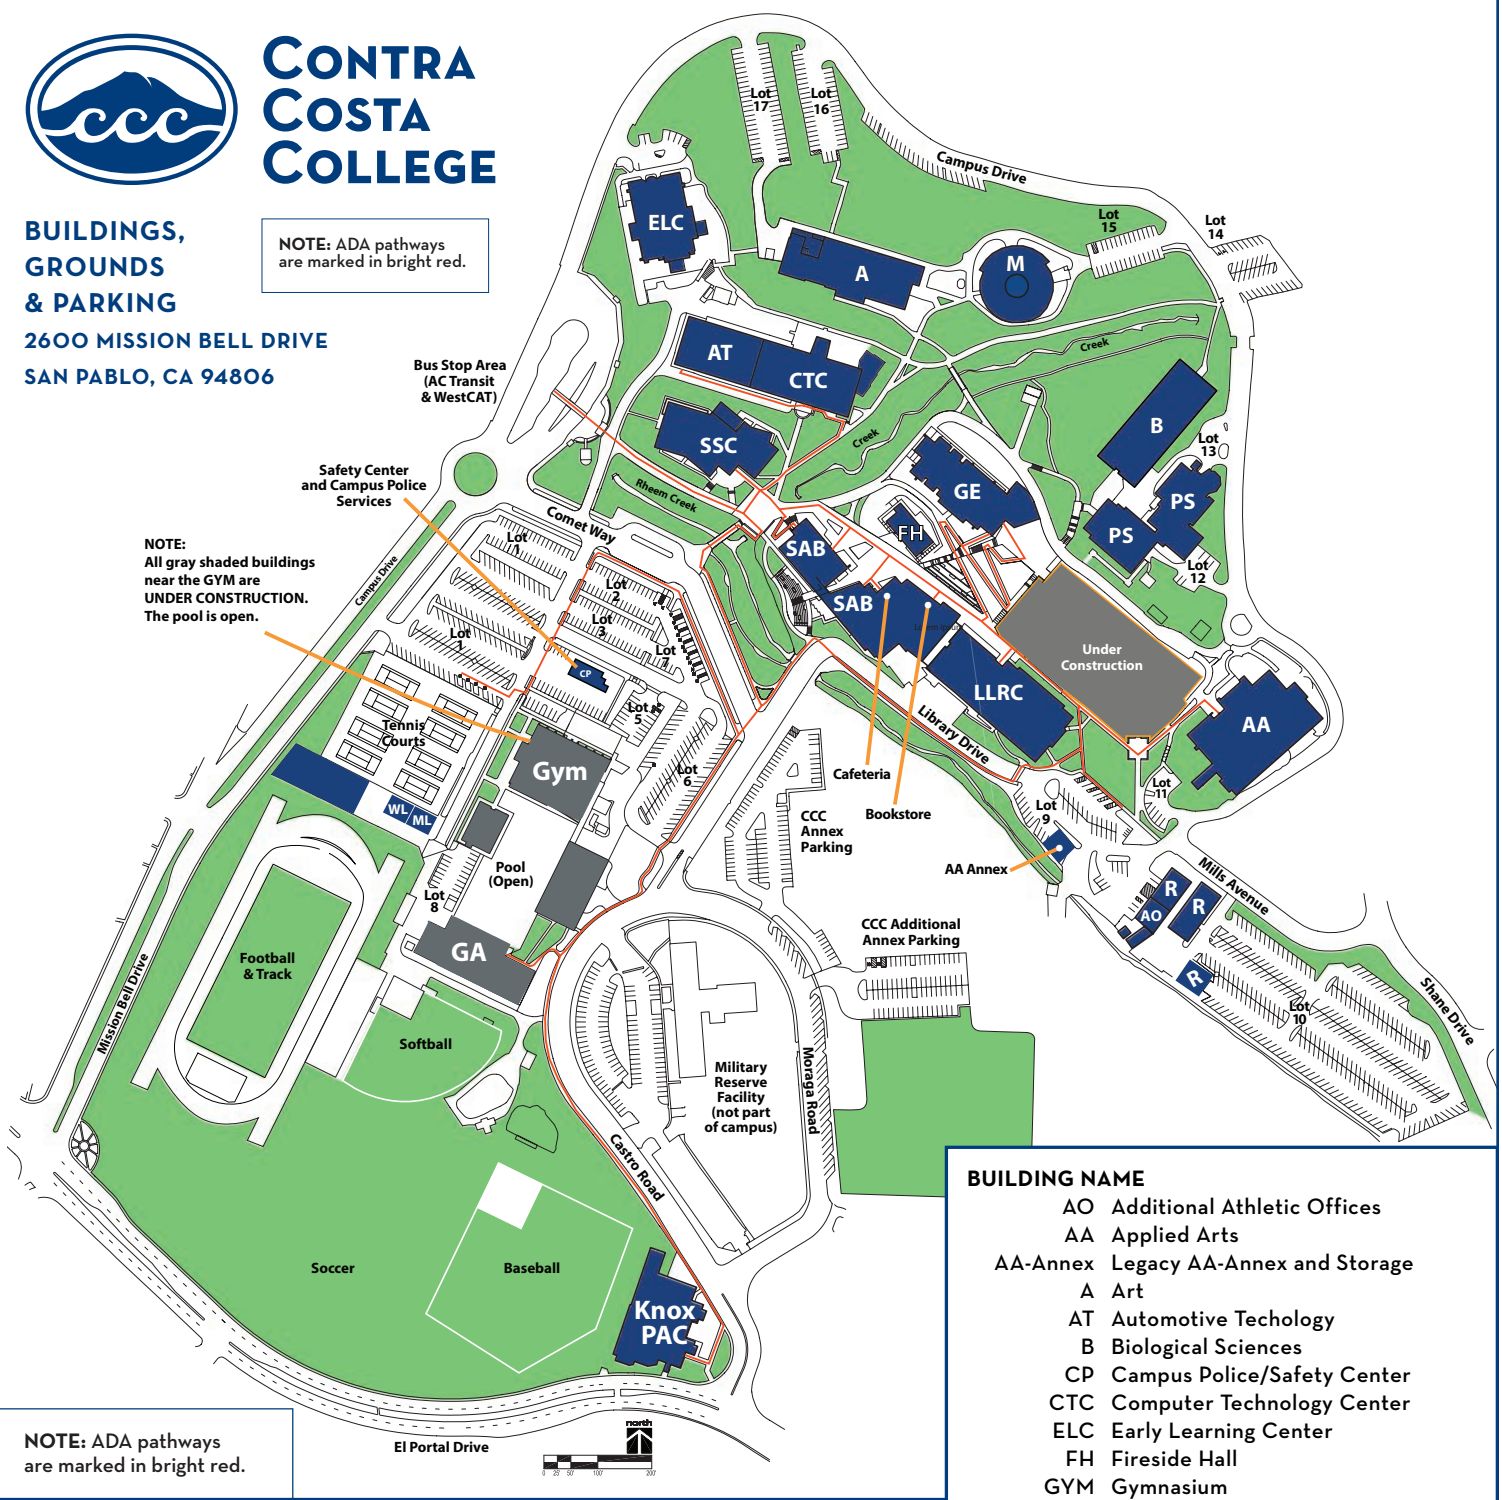 ccc
CONTRA
COSTA
COLLEGE
BUILDINGS,
GROUNDS
& PARKING
2600 MISSION BELL DRIVE
SAN PABLO, CA 94806
NOTE: ADA pathways
are marked in bright red.
Lot
17
Lot
16
Campus Drive
Lot
15
Lot
14
ELC
A
M
Creek
AT
CTC
Bus Stop Area
(AC Transit
& WestCAT)
SSC
Creek
B
Lot
13
Safety Center
and Campus Police
Services
Rheem Creek
GE
PS
PS
Lot
12
FH
Comet Way
Lot
1
SAB
SAB
NOTE:
All gray shaded buildings
near the GYM are
UNDER CONSTRUCTION.
The pool is open.
Campus Drive
Lot
2
Lot
3
Lot
1
Lot
7
CP
Under
Construction
LLRC
Lot
5
Tennis
Courts
Library Drive
AA
Gym
Lot
6
Cafeteria
Bookstore
Lot
11
Lot
9
WL
ML
CCC
Annex
Parking
AA Annex
Pool
(Open)
Lot
8
Mills Avenue
R
R
AO
R
GA
CCC Additional
Annex Parking
Football
& Track
Mission Bell Drive
Lot
10
Shane Drive
Softball
Military
Reserve
Facility
(not part
of campus)
Moraga Road
Castro Road
Soccer
Baseball
Knox
PAC
El Portal Drive
north
0 25' 50' 100' 200'
NOTE: ADA pathways
are marked in bright red.
BUILDING NAME
AO Additional Athletic Offices
AA Applied Arts
AA-Annex Legacy AA-Annex and Storage
A Art
AT Automotive Techology
B Biological Sciences
CP Campus Police/Safety Center
CTC Computer Technology Center
ELC Early Learning Center
FH Fireside Hall
GYM Gymnasium